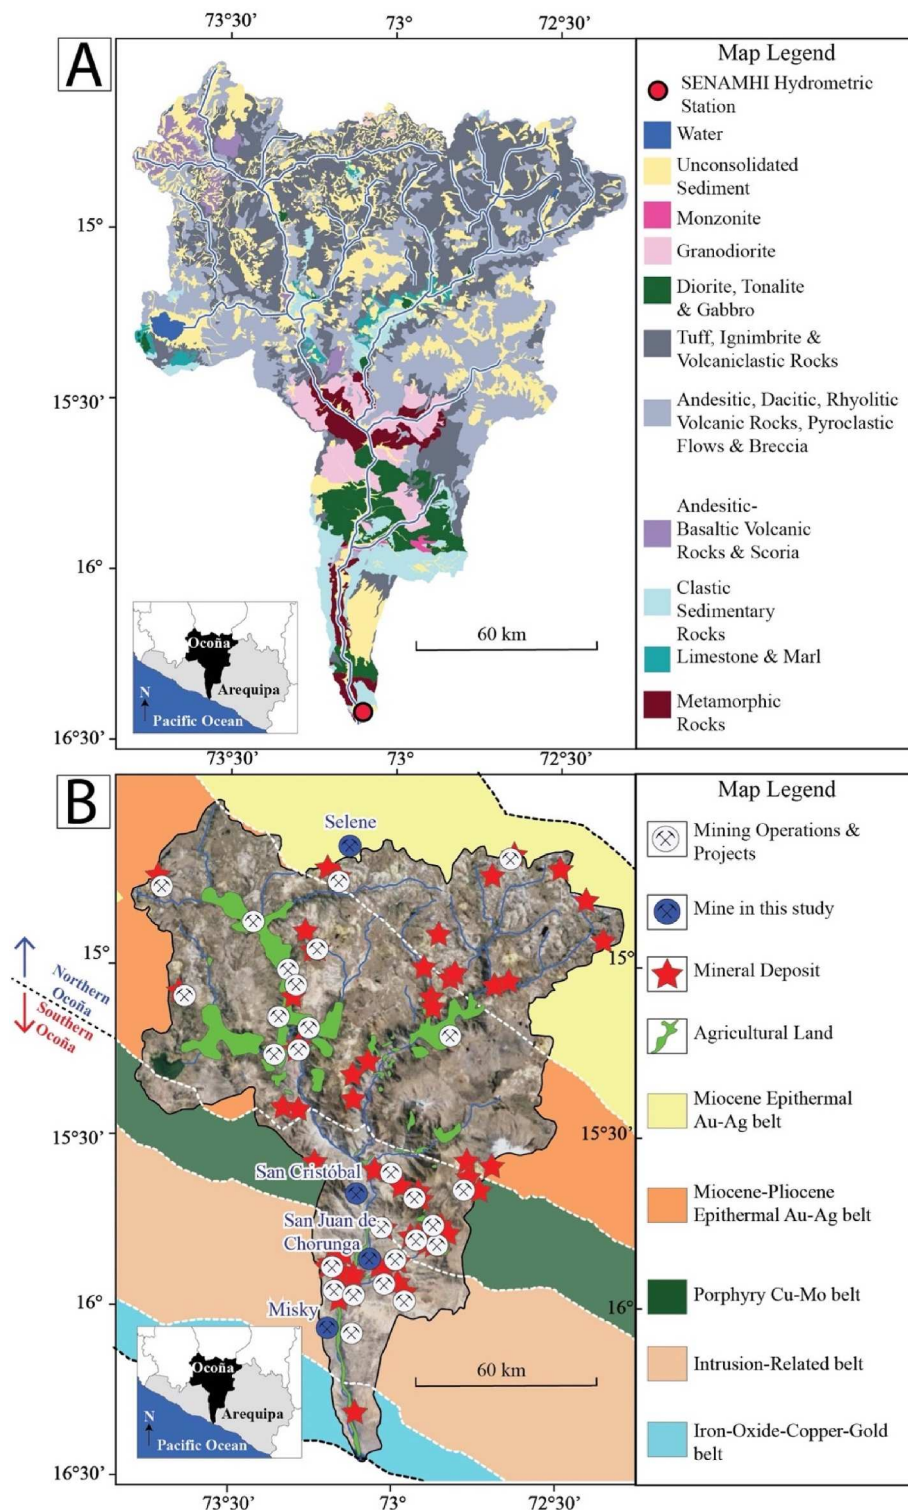 73°30' 73° 72°30'
A
15°
15°30'
16°
16°30'
60 km
Ocoña
Arequipa
N
Pacific Ocean
Map Legend
SENAMHI Hydrometric
Station
Water
Unconsolidated
Sediment
Monzonite
Granodiorite
Diorite, Tonalite
& Gabbro
Tuff, Ignimbrite &
Volcaniclastic Rocks
Andesitic, Dacitic, Rhyolitic
Volcanic Rocks, Pyroclastic
Flows & Breccia
Andesitic-
Basaltic Volcanic
Rocks & Scoria
Clastic
Sedimentary
Rocks
Limestone & Marl
Metamorphic
Rocks
73°30' 73° 72°30'
B
Selene
15° 15°
Northern
Ocoña
Southern
Ocoña
15°30' 15°30'
San Cristóbal
San Juan de
Chorunga
16° 16°
Misky
60 km
Ocoña
Arequipa
N
Pacific Ocean
16°30'
73°30' 73° 72°30'
Map Legend
Mining Operations &
Projects
Mine in this study
Mineral Deposit
Agricultural Land
Miocene Epithermal
Au-Ag belt
Miocene-Pliocene
Epithermal Au-Ag belt
Porphyry Cu-Mo belt
Intrusion-Related belt
Iron-Oxide-Copper-Gold
belt